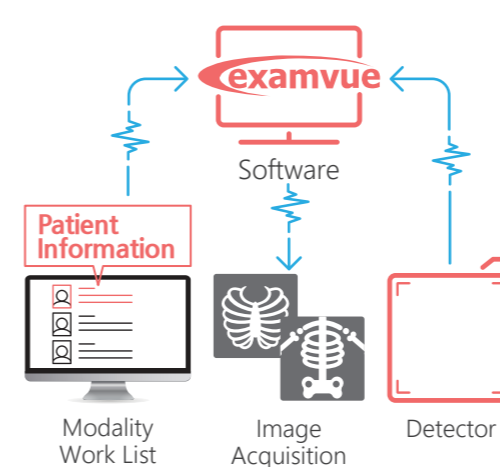 examvue
Software
Patient
Information
Modality
Work List
Image
Acquisition
Detector